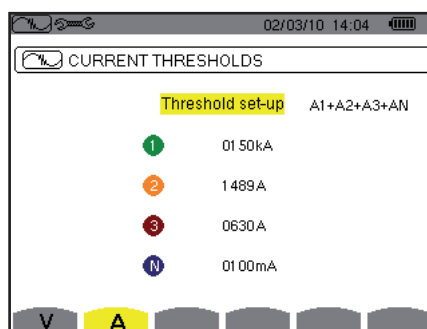 02/03/10 14:04
CURRENT THRESHOLDS
Threshold set-up A1+A2+A3+AN
1 0150kA
2 1489A
3 0630A
N 0100mA
V A